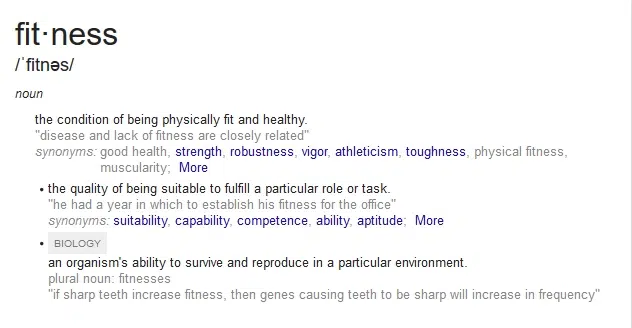 fit·ness
/ˈfitnəs/
noun
the condition of being physically fit and healthy.
"disease and lack of fitness are closely related"
synonyms: good health, strength, robustness, vigor, athleticism, toughness, physical fitness,
muscularity; More
• the quality of being suitable to fulfill a particular role or task.
"he had a year in which to establish his fitness for the office"
synonyms: suitability, capability, competence, ability, aptitude; More
• BIOLOGY
an organism's ability to survive and reproduce in a particular environment.
plural noun: fitnesses
"if sharp teeth increase fitness, then genes causing teeth to be sharp will increase in frequency"